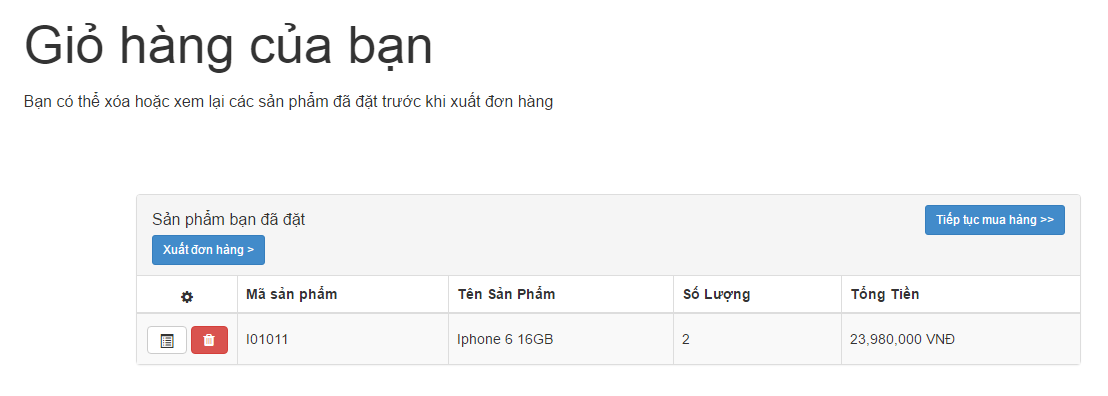 Giỏ hàng của bạn
Bạn có thể xóa hoặc xem lại các sản phẩm đã đặt trước khi xuất đơn hàng
Sản phẩm bạn đã đặt
Tiếp tục mua hàng >>
Xuất đơn hàng >
Mã sản phẩm Tên Sản Phẩm Số Lượng Tổng Tiền
I01011 Iphone 6 16GB 2 23,980,000 VNĐ